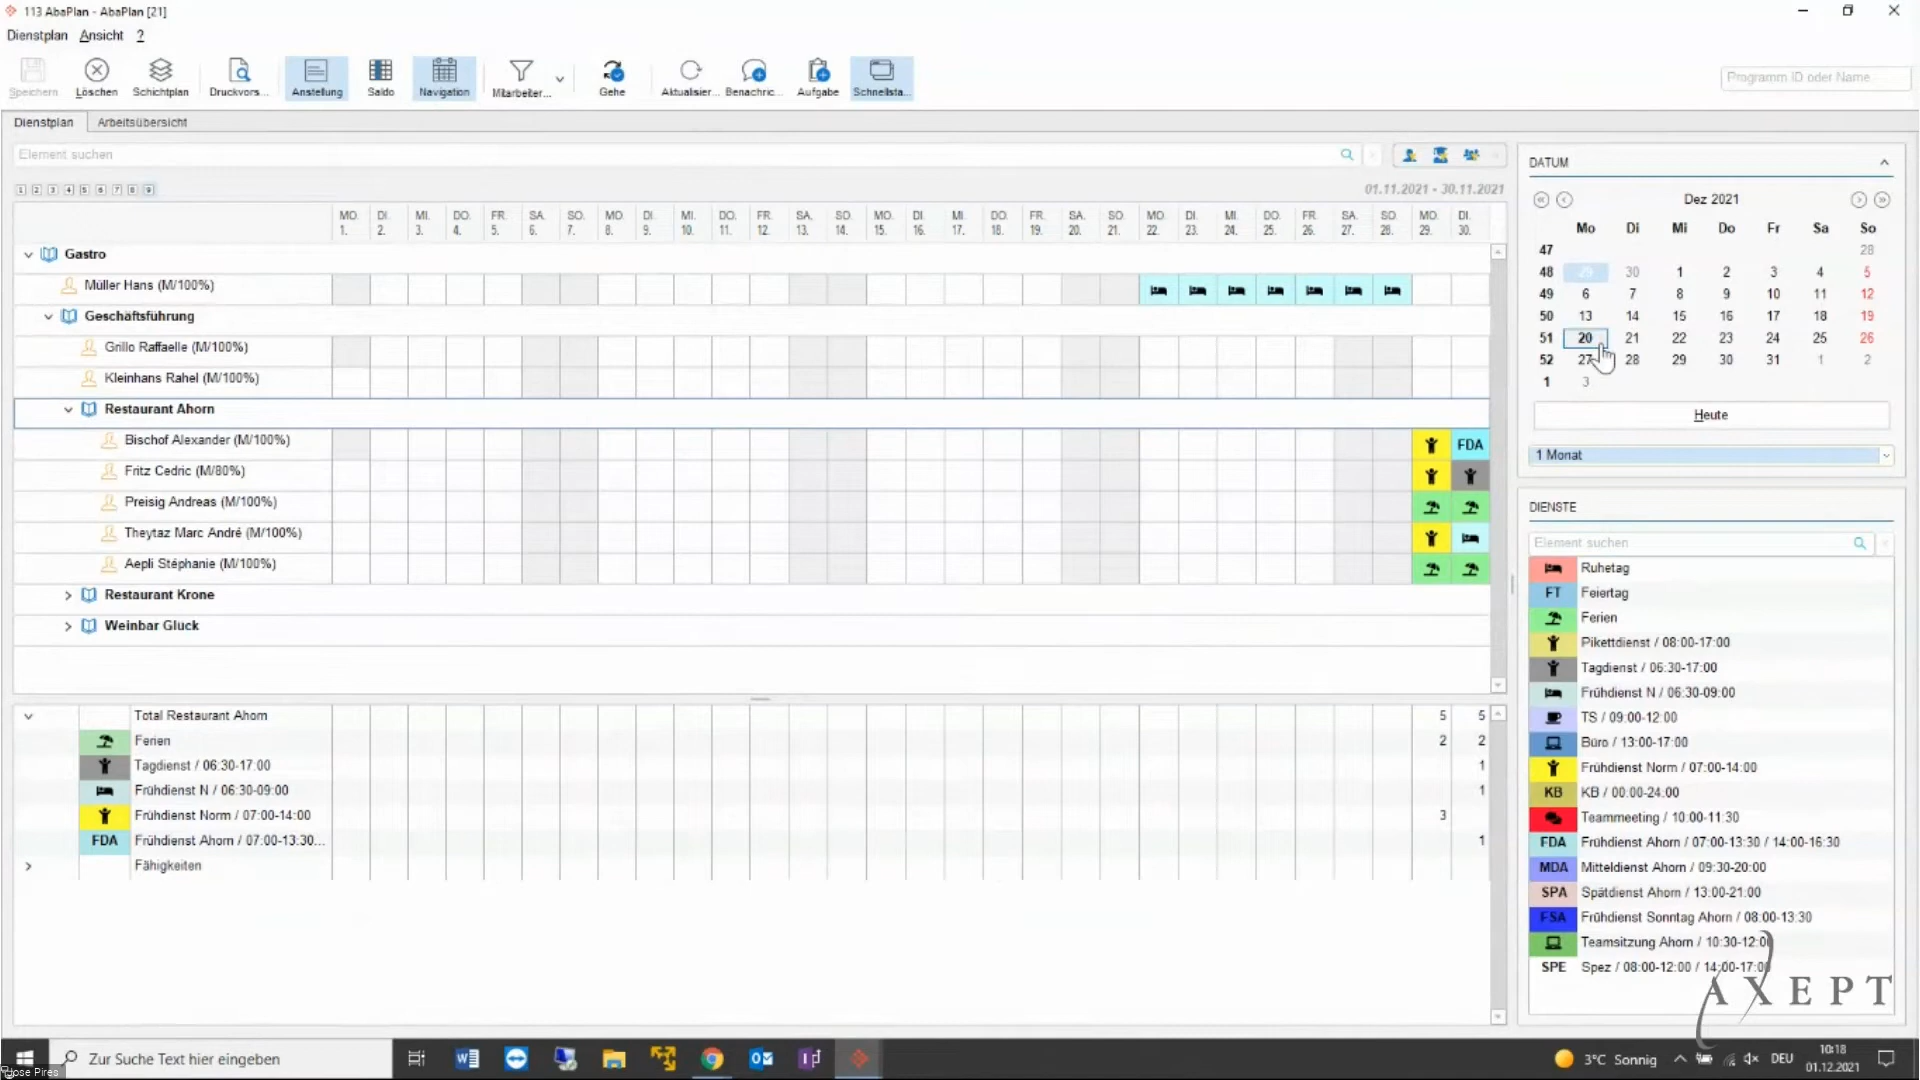 113 AbaPlan - AbaPlan [21]
Dienstplan Ansicht ?
Speichern Löschen Schichtplan Druckvors... Anstellung Saldo Navigation Mitarbeiter... Gehe Aktualisier... Benachric... Aufgabe Schnellsta... Programm ID oder Name
Dienstplan Arbeitsübersicht
Element suchen
1 2 3 4 5 6 7 8 9 01.11.2021 - 30.11.2021
MO. DI. MI. DO. FR. SA. SO. MO. DI. MI. DO. FR. SA. SO. MO. DI. MI. DO. FR. SA. SO. MO. DI. MI. DO. FR. SA. SO. MO. DI.
1. 2. 3. 4. 5. 6. 7. 8. 9. 10. 11. 12. 13. 14. 15. 16. 17. 18. 19. 20. 21. 22. 23. 24. 25. 26. 27. 28. 29. 30.
Gastro
Müller Hans (M/100%)
Geschäftsführung
Grillo Raffaelle (M/100%)
Kleinhans Rahel (M/100%)
Restaurant Ahorn
Bischof Alexander (M/100%) FDA
Fritz Cedric (M/80%)
Preisig Andreas (M/100%)
Theytaz Marc André (M/100%)
Aepli Stéphanie (M/100%)
Restaurant Krone
Weinbar Glück
Total Restaurant Ahorn 5 5
Ferien 2 2
Tagdienst / 06:30-17:00 1
Frühdienst N / 06:30-09:00 1
Frühdienst Norm / 07:00-14:00 3
FDA Frühdienst Ahorn / 07:00-13:30... 1
Fähigkeiten
DATUM
Dez 2021
Mo Di Mi Do Fr Sa So
47 28
48 29 30 1 2 3 4 5
49 6 7 8 9 10 11 12
50 13 14 15 16 17 18 19
51 20 21 22 23 24 25 26
52 27 28 29 30 31 1 2
1 3
Heute
1 Monat
DIENSTE
Element suchen
Ruhetag
FT Feiertag
Ferien
Pikettdienst / 08:00-17:00
Tagdienst / 06:30-17:00
Frühdienst N / 06:30-09:00
TS / 09:00-12:00
Büro / 13:00-17:00
Frühdienst Norm / 07:00-14:00
KB KB / 00:00-24:00
Teammeeting / 10:00-11:30
FDA Frühdienst Ahorn / 07:00-13:30 / 14:00-16:30
MDA Mitteldienst Ahorn / 09:30-20:00
SPA Spätdienst Ahorn / 13:00-21:00
FSA Frühdienst Sonntag Ahorn / 08:00-13:30
Teamsitzung Ahorn / 10:30-12:00
SPE Spez / 08:00-12:00 / 14:00-17:00
AXEPT
Zur Suche Text hier eingeben
3°C Sonnig DEU 10:18
01.12.2021
Jose Pires